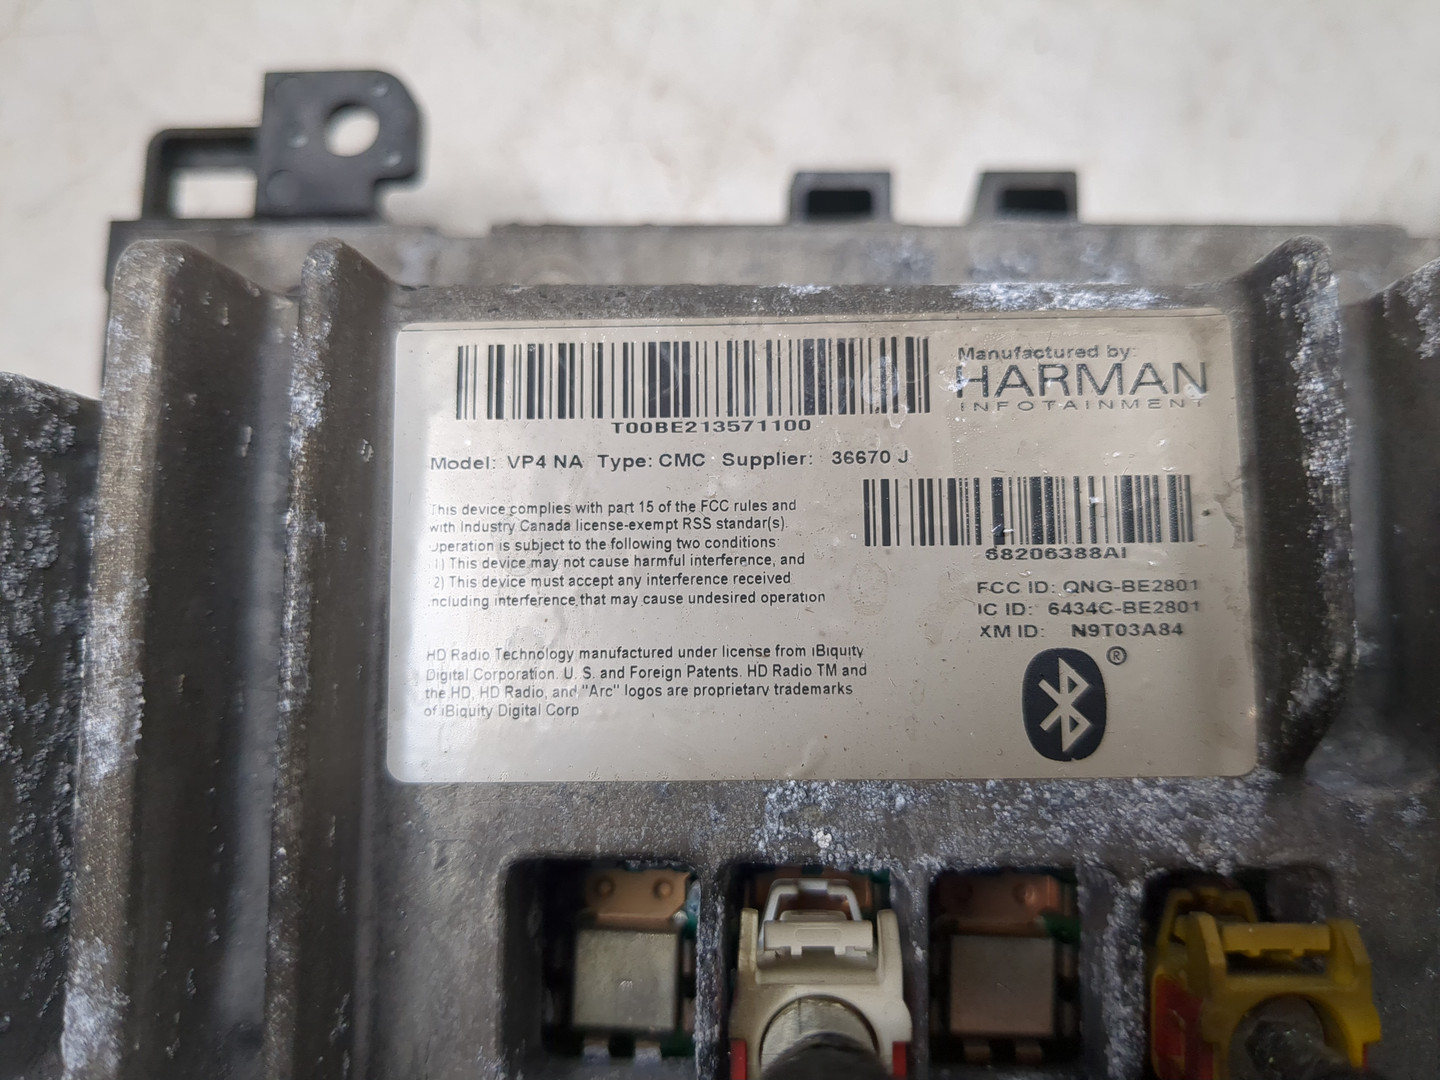 Manufactured by:
HARMAN
INFOTAINMENT
T00BE213571100
Model: VP4 NA Type: CMC Supplier: 36670 J
This device complies with part 15 of the FCC rules and
with Industry Canada license-exempt RSS standar(s).
Operation is subject to the following two conditions:
1) This device may not cause harmful interference, and
2) This device must accept any interference received
including interference that may cause undesired operation
68206388AI
FCC ID: QNG-BE2801
IC ID: 6434C-BE2801
XM ID: N9T03A84
®
HD Radio Technology manufactured under license from iBiquity
Digital Corporation. U. S. and Foreign Patents. HD Radio TM and
the HD, HD Radio, and "Arc" logos are proprietary trademarks
of iBiquity Digital Corp